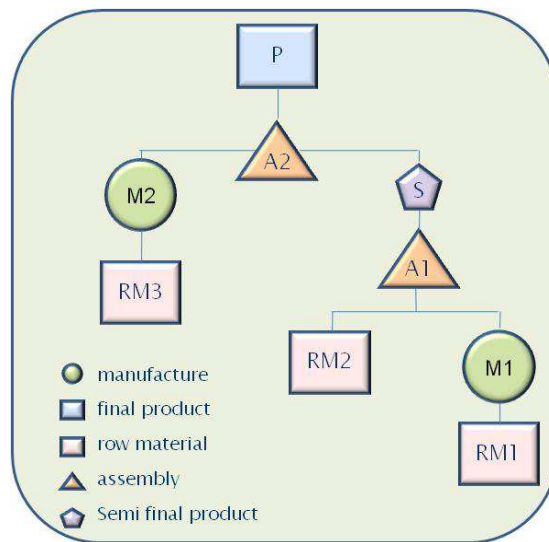 P
A2
M2
S
RM3
A1
RM2
M1
RM1
manufacture
final product
row material
assembly
Semi final product